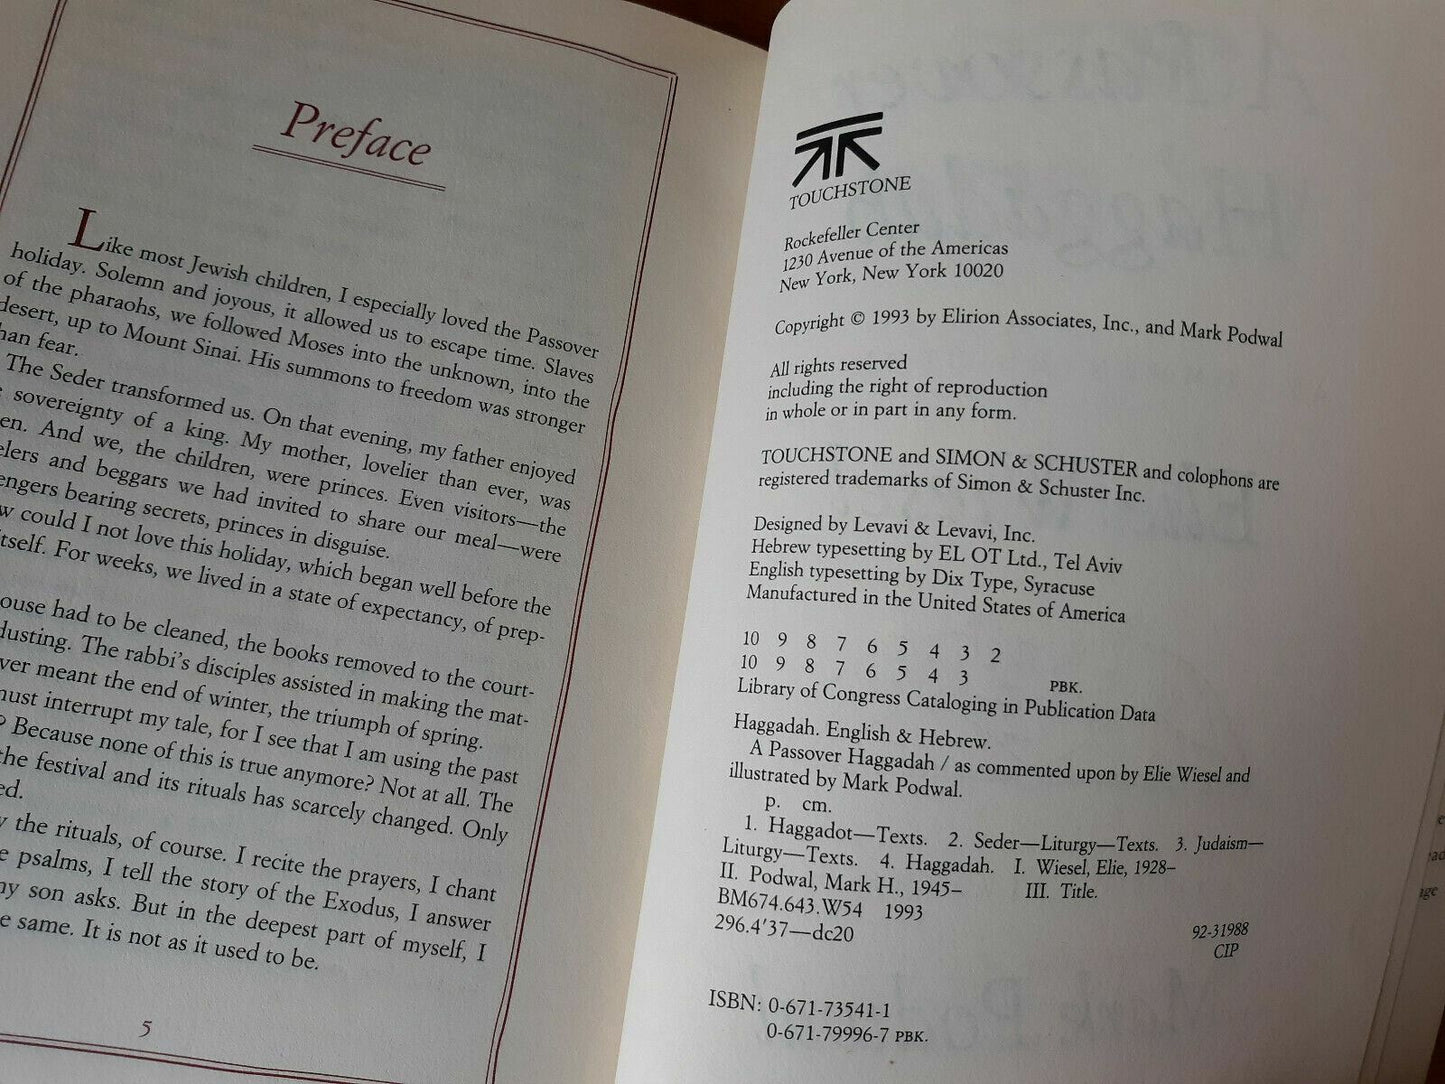 Preface
Like most Jewish children, I especially loved the Passover
holiday. Solemn and joyous, it allowed us to escape time. Slaves
of the pharaohs, we followed Moses into the unknown, into the
desert, up to Mount Sinai. His summons to freedom was stronger
han fear.
The Seder transformed us. On that evening, my father enjoyed
sovereignty of a king. My mother, lovelier than ever, was
en. And we, the children, were princes. Even visitors—the
elers and beggars we had invited to share our meal—were
engers bearing secrets, princes in disguise.
w could I not love this holiday, which began well before the
itself. For weeks, we lived in a state of expectancy, of prep-
ouse had to be cleaned, the books removed to the court-
dusting. The rabbi's disciples assisted in making the mat-
ver meant the end of winter, the triumph of spring.
must interrupt my tale, for I see that I am using the past
? Because none of this is true anymore? Not at all. The
the festival and its rituals has scarcely changed. Only
ed.
y the rituals, of course. I recite the prayers, I chant
e psalms, I tell the story of the Exodus, I answer
ny son asks. But in the deepest part of myself, I
e same. It is not as it used to be.
5
TOUCHSTONE
Rockefeller Center
1230 Avenue of the Americas
New York, New York 10020
Copyright © 1993 by Elirion Associates, Inc., and Mark Podwal
All rights reserved
including the right of reproduction
in whole or in part in any form.
TOUCHSTONE and SIMON & SCHUSTER and colophons are
registered trademarks of Simon & Schuster Inc.
Designed by Levavi & Levavi, Inc.
Hebrew typesetting by EL OT Ltd., Tel Aviv
English typesetting by Dix Type, Syracuse
Manufactured in the United States of America
10 9 8 7 6 5 4 3 2
10 9 8 7 6 5 4 3 PBK.
Library of Congress Cataloging in Publication Data
Haggadah. English & Hebrew.
A Passover Haggadah / as commented upon by Elie Wiesel and
illustrated by Mark Podwal.
p. cm.
1. Haggadot—Texts. 2. Seder—Liturgy—Texts. 3. Judaism—
Liturgy—Texts. 4. Haggadah. I. Wiesel, Elie, 1928–
II. Podwal, Mark H., 1945– III. Title.
BM674.643.W54 1993
296.4'37—dc20 92-31988
CIP
ISBN: 0-671-73541-1
0-671-79996-7 PBK.